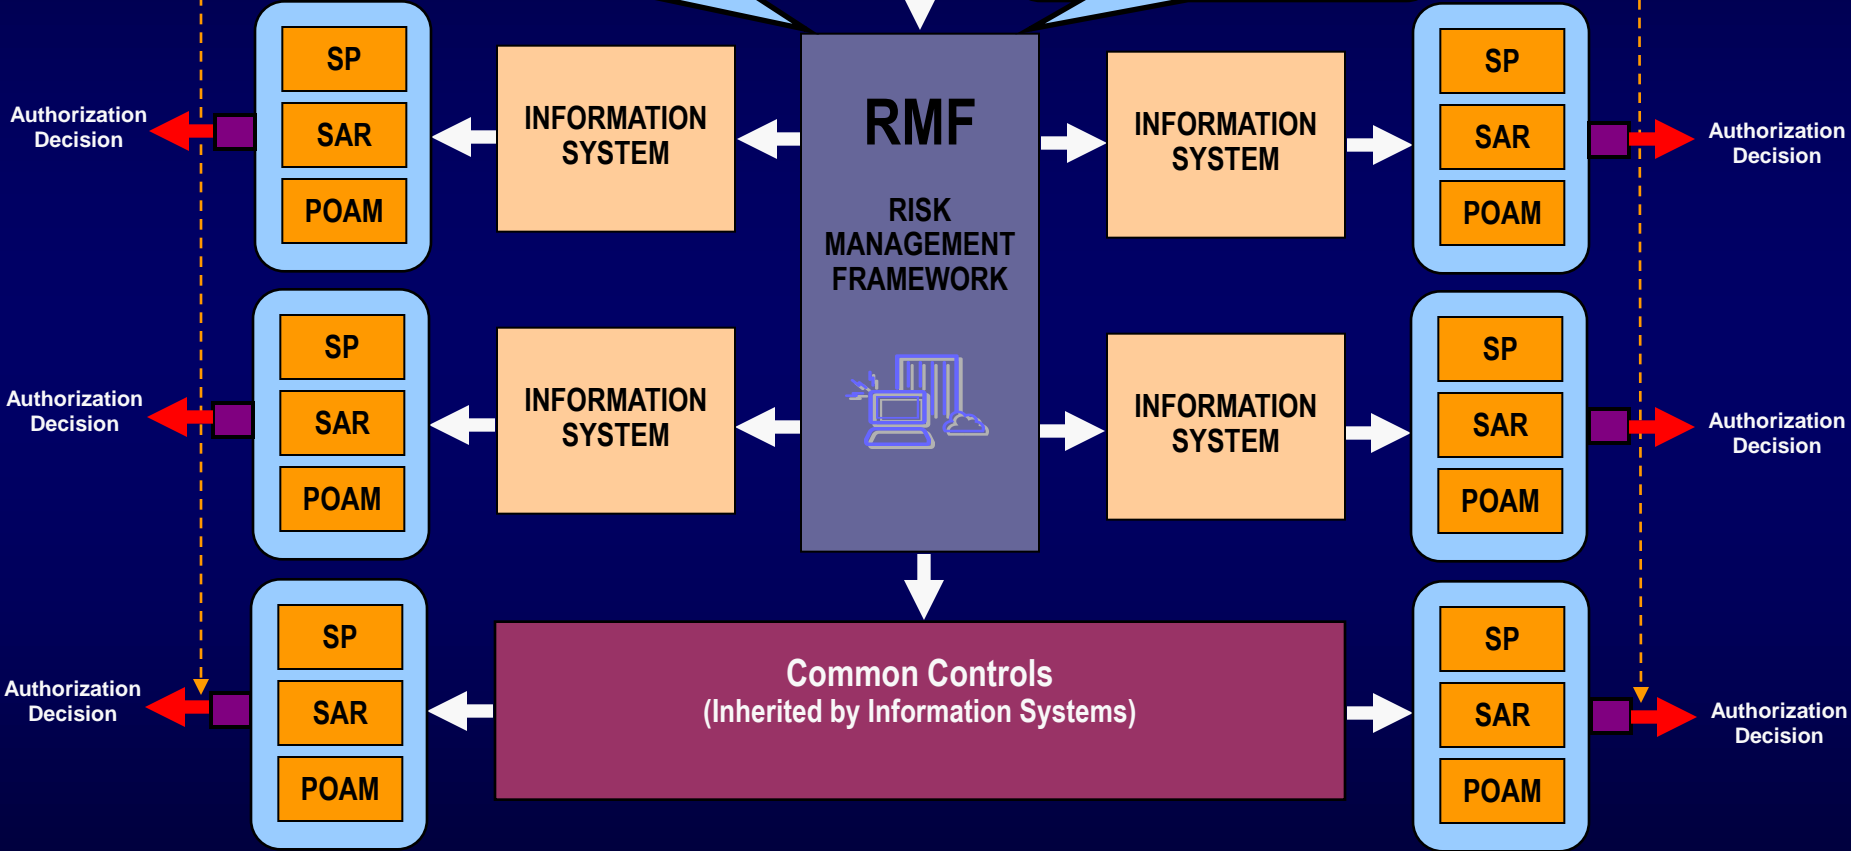 SP
SAR
POAM
Authorization
Decision
INFORMATION
SYSTEM
RMF
RISK
MANAGEMENT
FRAMEWORK
INFORMATION
SYSTEM
SP
SAR
POAM
Authorization
Decision
SP
SAR
POAM
Authorization
Decision
INFORMATION
SYSTEM
INFORMATION
SYSTEM
SP
SAR
POAM
Authorization
Decision
SP
SAR
POAM
Authorization
Decision
Common Controls
(Inherited by Information Systems)
SP
SAR
POAM
Authorization
Decision